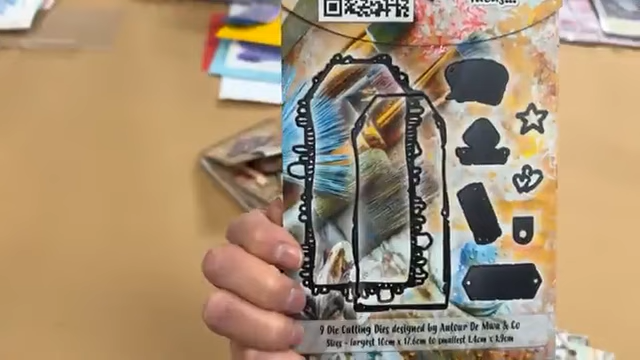 9 Die Cutting Dies designed by Autour De Mwa & Co
Sizes - largest 10cm x 17.6cm to smallest 1.4cm x 1.9cm